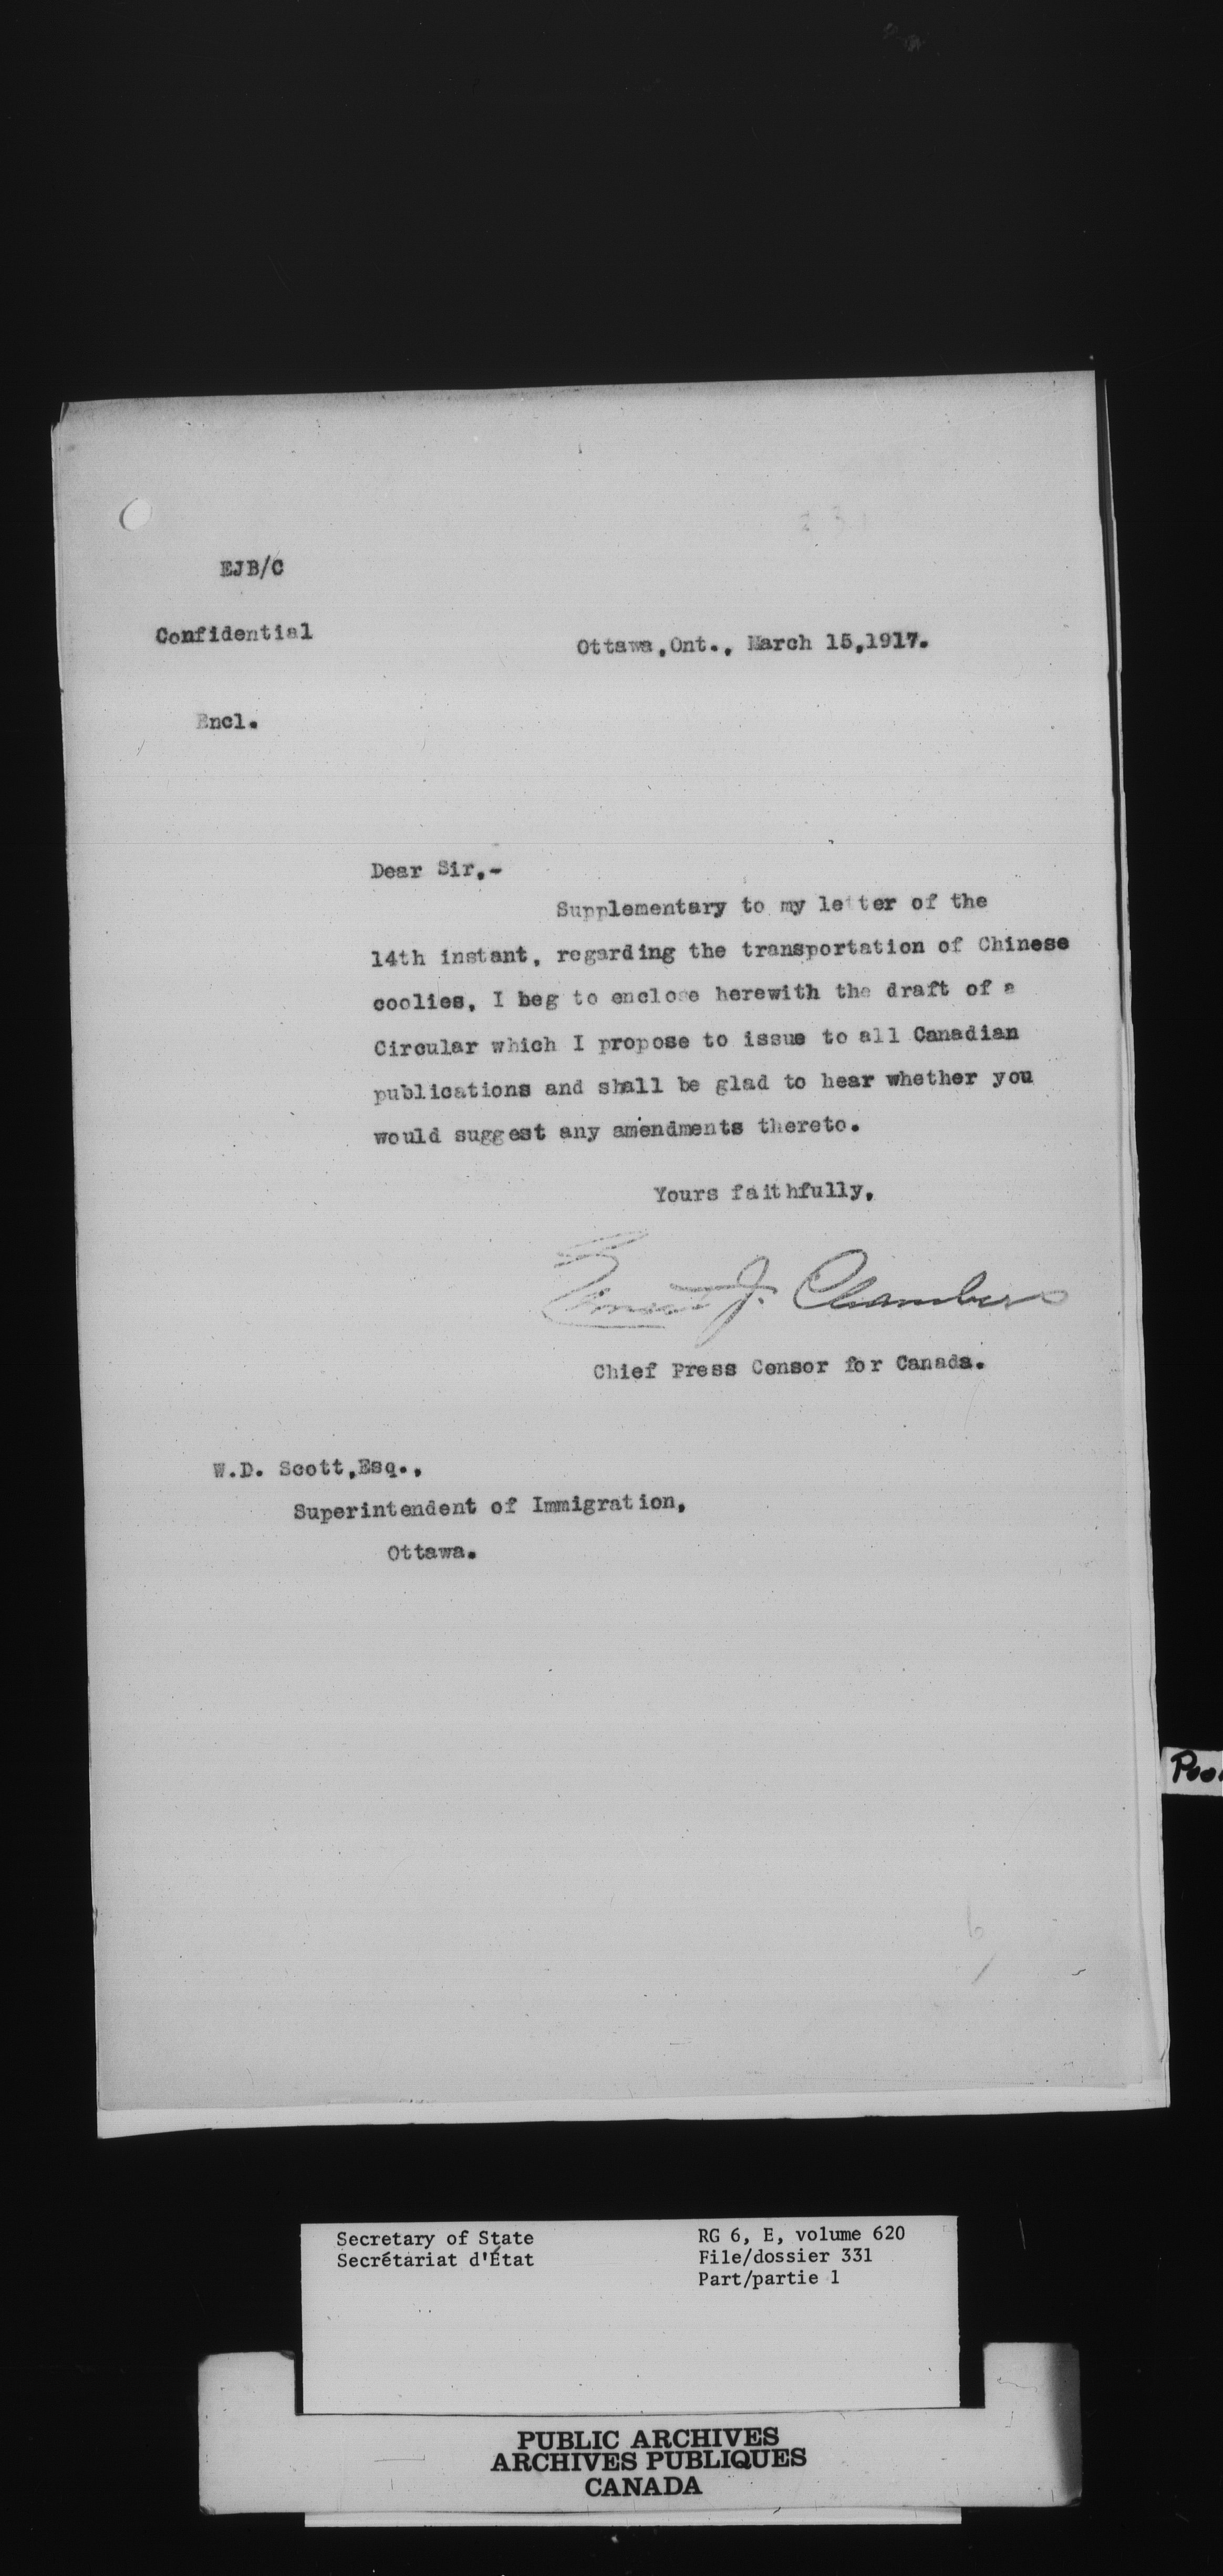 EJB/C
Confidential
Ottawa,Ont., March 15,1917.
Encl.
Dear Sir,-
Supplementary to my letter of the
14th instant, regarding the transportation of Chinese
coolies, I beg to enclose herewith the draft of a
Circular which I propose to issue to all Canadian
publications and shall be glad to hear whether you
would suggest any amendments thereto.
Yours faithfully,
Ernest J. Chambers
Chief Press Censor for Canada.
W.D. Scott,Esq.,
Superintendent of Immigration,
Ottawa.
Secretary of State
Secrétariat d'État
RG 6, E, volume 620
File/dossier 331
Part/partie 1
PUBLIC ARCHIVES
ARCHIVES PUBLIQUES
CANADA